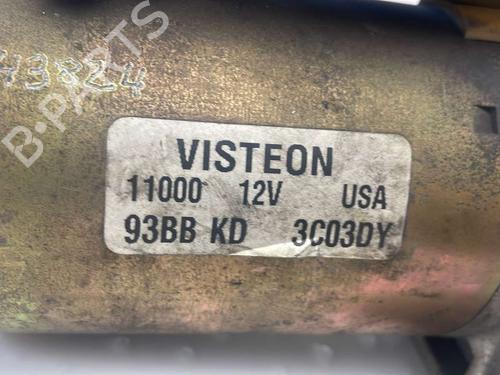 43824
B-PARTS
VISTEON
11000 12V USA
93BB KD 3C03DY